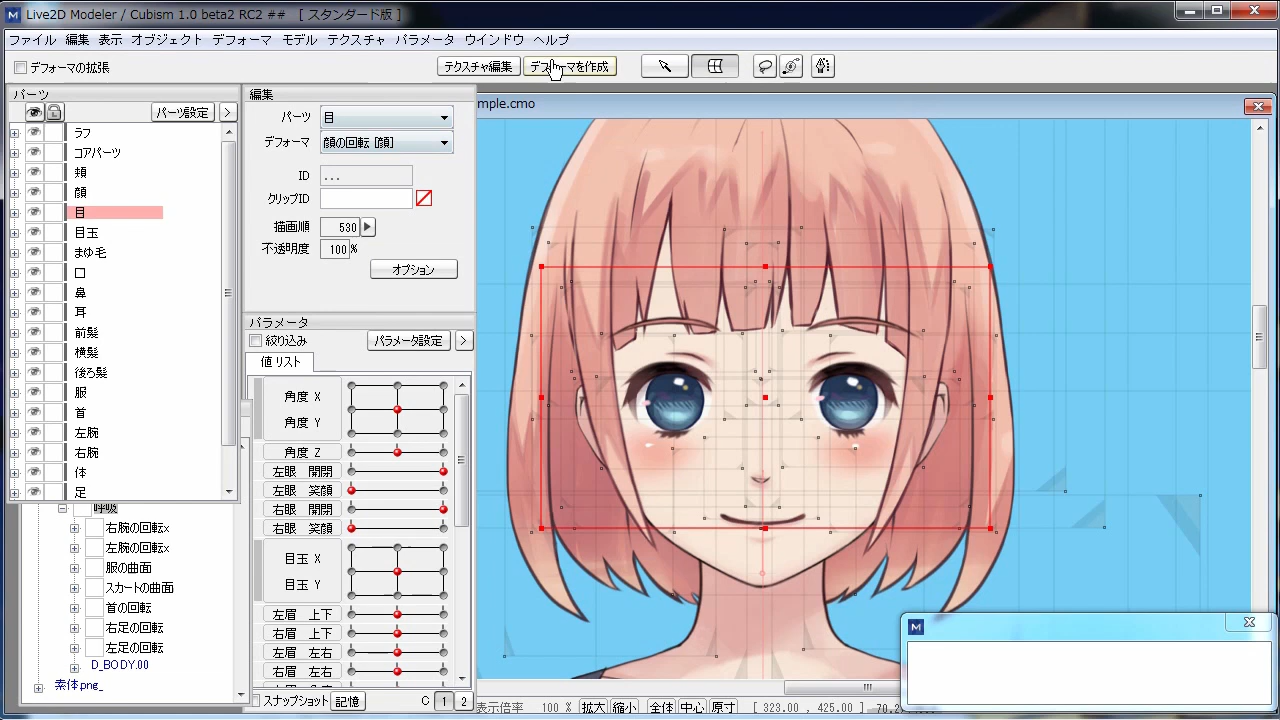 Live2D Modeler / Cubism 1.0 beta2 RC2 ## [ スタンダード版 ]
ファイル 編集 表示 オブジェクト デフォーマ モデル テクスチャ パラメータ ウインドウ ヘルプ
デフォーマの拡張
テクスチャ編集
デフォーマを作成
パーツ
パーツ設定 >
ラフ
コアパーツ
頬
顔
目
目玉
まゆ毛
口
鼻
耳
前髪
横髪
後ろ髪
服
首
左腕
右腕
体
足
呼吸
右腕の回転x
左腕の回転x
服の曲面
スカートの曲面
首の回転
右足の回転
左足の回転
D_BODY.00
素体png_
編集
パーツ 目
デフォーマ 顔の回転 [顔]
ID ...
クリップID
描画順 530
不透明度 100 %
オプション
パラメータ
絞り込み パラメータ設定 >
値 リスト
角度 X
角度 Y
角度 Z
左眼 開閉
左眼 笑顔
右眼 開閉
右眼 笑顔
目玉 X
目玉 Y
左眉 上下
右眉 上下
左眉 左右
右眉 左右
スナップショット 記憶 C 1 2
mple.cmo
表示倍率 100 % 拡大 縮小 全体 中心 原寸 [ 323.00 , 425.00 ]